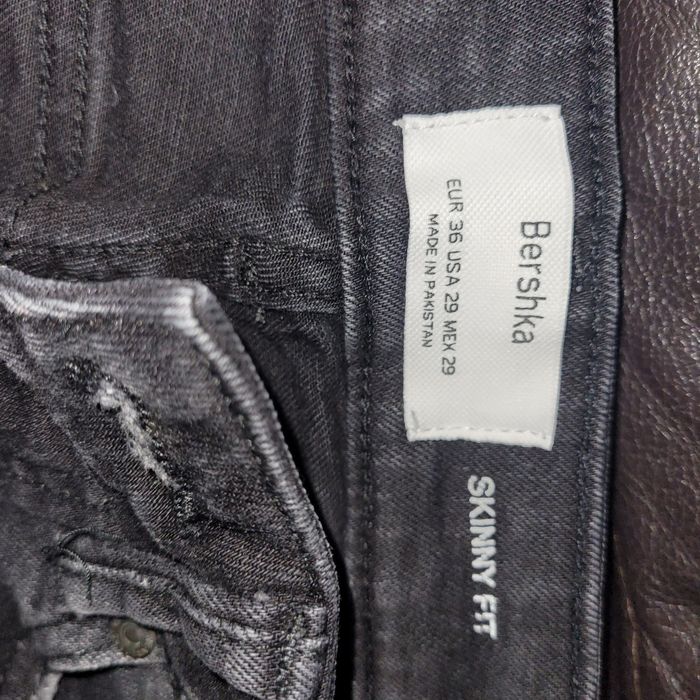 Bershka
EUR 36 USA 29 MEX 29
MADE IN PAKISTAN
SKINNY FIT